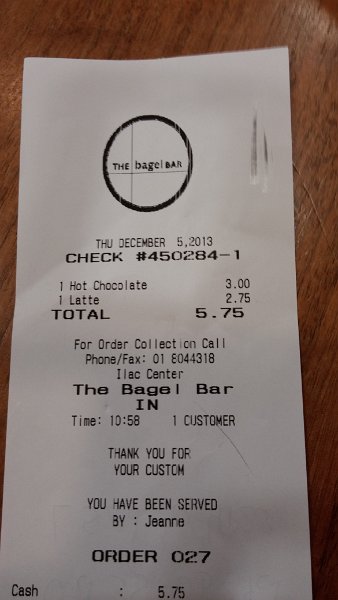 THE bagel BAR
THU DECEMBER 5,2013
CHECK #450284-1
1 Hot Chocolate 3.00
1 Latte 2.75
TOTAL 5.75
For Order Collection Call
Phone/Fax: 01 8044318
Ilac Center
The Bagel Bar
IN
Time: 10:58 1 CUSTOMER
THANK YOU FOR
YOUR CUSTOM
YOU HAVE BEEN SERVED
BY : Jeanne
ORDER 027
Cash : 5.75